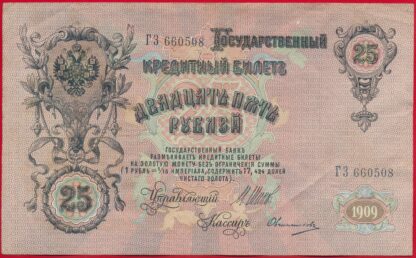 ГЗ 660508 Государственный 25
Кредитный Билетъ
Двадцать пять
рублей
Государственный Банкъ
размѣниваетъ кредитные билеты
на золотую монету безъ ограниченія суммы
(1 рубль = 1/15 имперіала, содержитъ 17,424 долей
чистаго золота).
ГЗ 660508
Управляющій
25
Кассиръ
1909